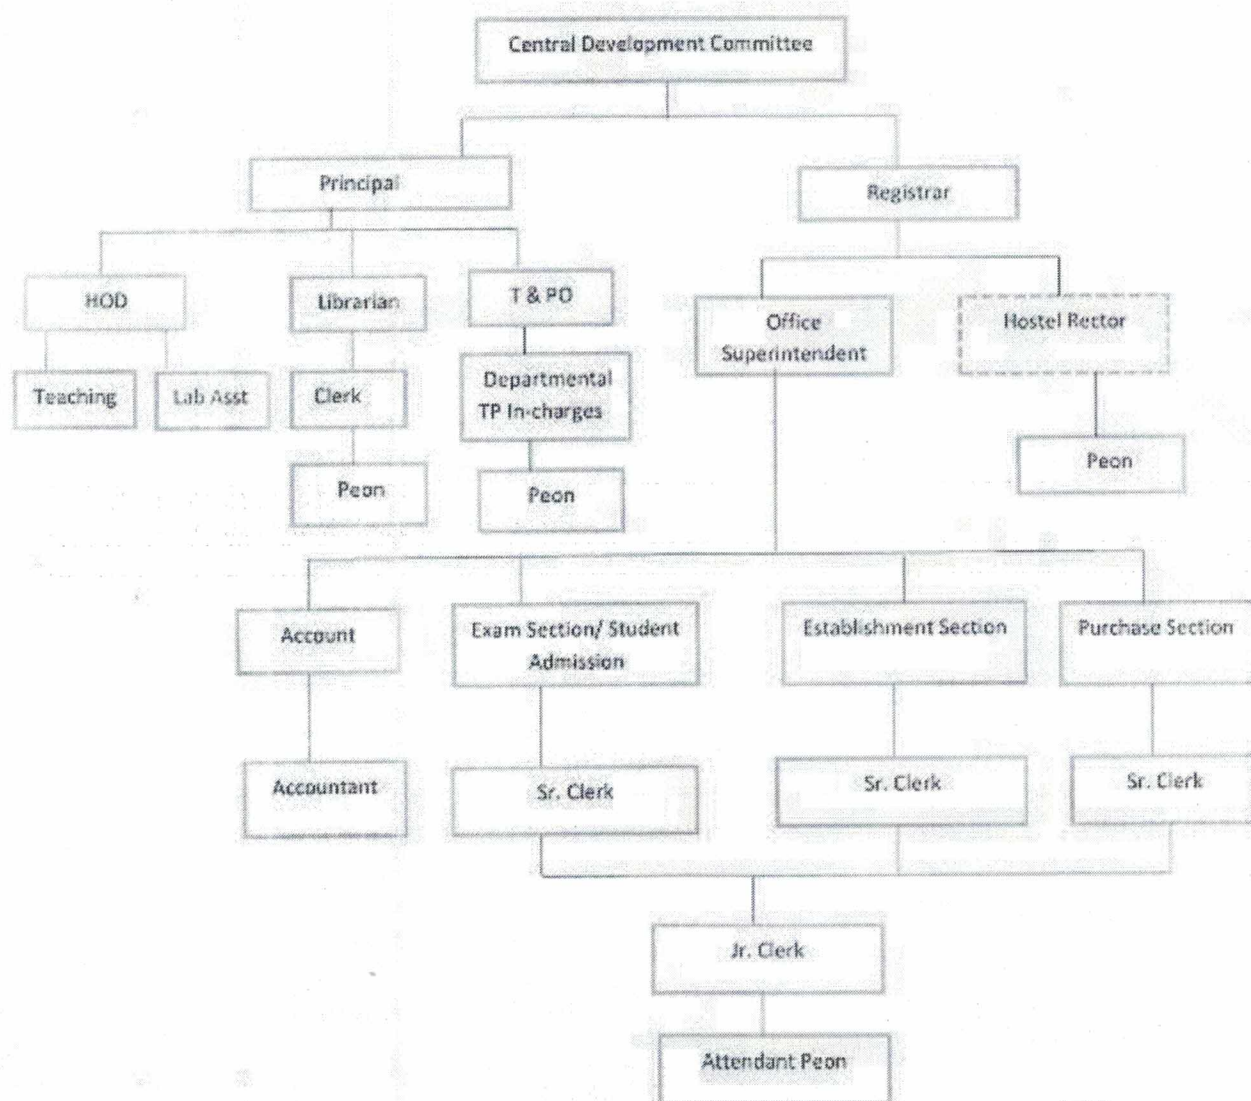 Central Development Committee
Principal
Registrar
HOD
Librarian
T & PO
Office
Superintendent
Hostel Rector
Teaching
Lab Asst
Clerk
Departmental
TP In-charges
Peon
Peon
Peon
Account
Exam Section/ Student
Admission
Establishment Section
Purchase Section
Accountant
Sr. Clerk
Sr. Clerk
Sr. Clerk
Jr. Clerk
Attendant Peon